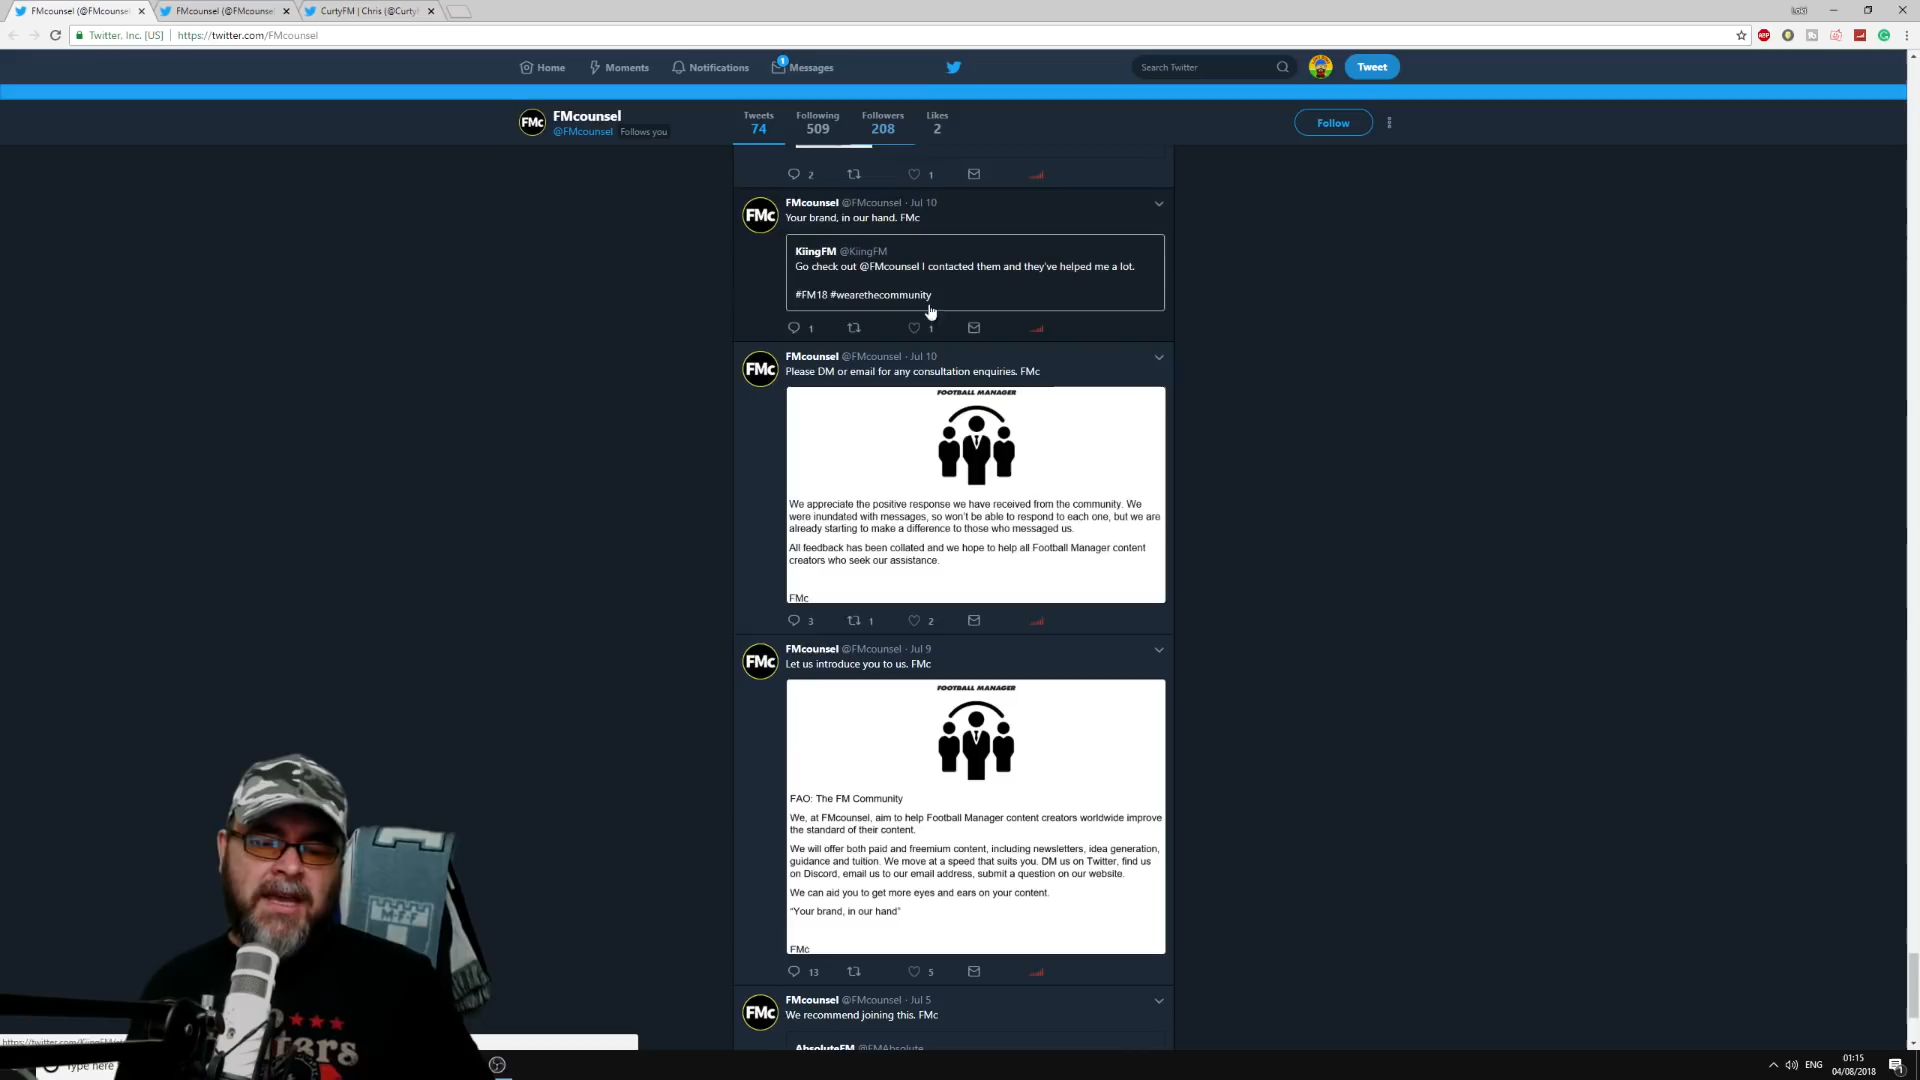 FMcounsel (@FMcounsel
FMcounsel (@FMcounse
CurtyFM | Chris (@Curty
Loki
Twitter, Inc. [US]
https://twitter.com/FMcounsel
Home
Moments
Notifications
1
Messages
Search Twitter
Tweet
FMc
FMcounsel
@FMcounsel
Follows you
Tweets
74
Following
509
Followers
208
Likes
2
Follow
2
1
FMc
FMcounsel @FMcounsel · Jul 10
Your brand, in our hand. FMc
KiingFM @KiingFM
Go check out @FMcounsel I contacted them and they've helped me a lot.
#FM18 #wearethecommunity
1
1
FMc
FMcounsel @FMcounsel · Jul 10
Please DM or email for any consultation enquiries. FMc
FOOTBALL MANAGER
We appreciate the positive response we have received from the community. We
were inundated with messages, so won't be able to respond to each one, but we are
already starting to make a difference to those who messaged us.
All feedback has been collated and we hope to help all Football Manager content
creators who seek our assistance.
FMc
3
1
2
FMc
FMcounsel @FMcounsel · Jul 9
Let us introduce you to us. FMc
FOOTBALL MANAGER
FAO: The FM Community
We, at FMcounsel, aim to help Football Manager content creators worldwide improve
the standard of their content.
We will offer both paid and freemium content, including newsletters, idea generation,
guidance and tuition. We move at a speed that suits you. DM us on Twitter, find us
on Discord, email us to our email address, submit a question on our website.
We can aid you to get more eyes and ears on your content.
"Your brand, in our hand"
FMc
13
5
FMc
FMcounsel @FMcounsel · Jul 5
We recommend joining this. FMc
AbsoluteFM @FMAbsolute
M·F·F
Type here
ENG
01:15
04/08/2018